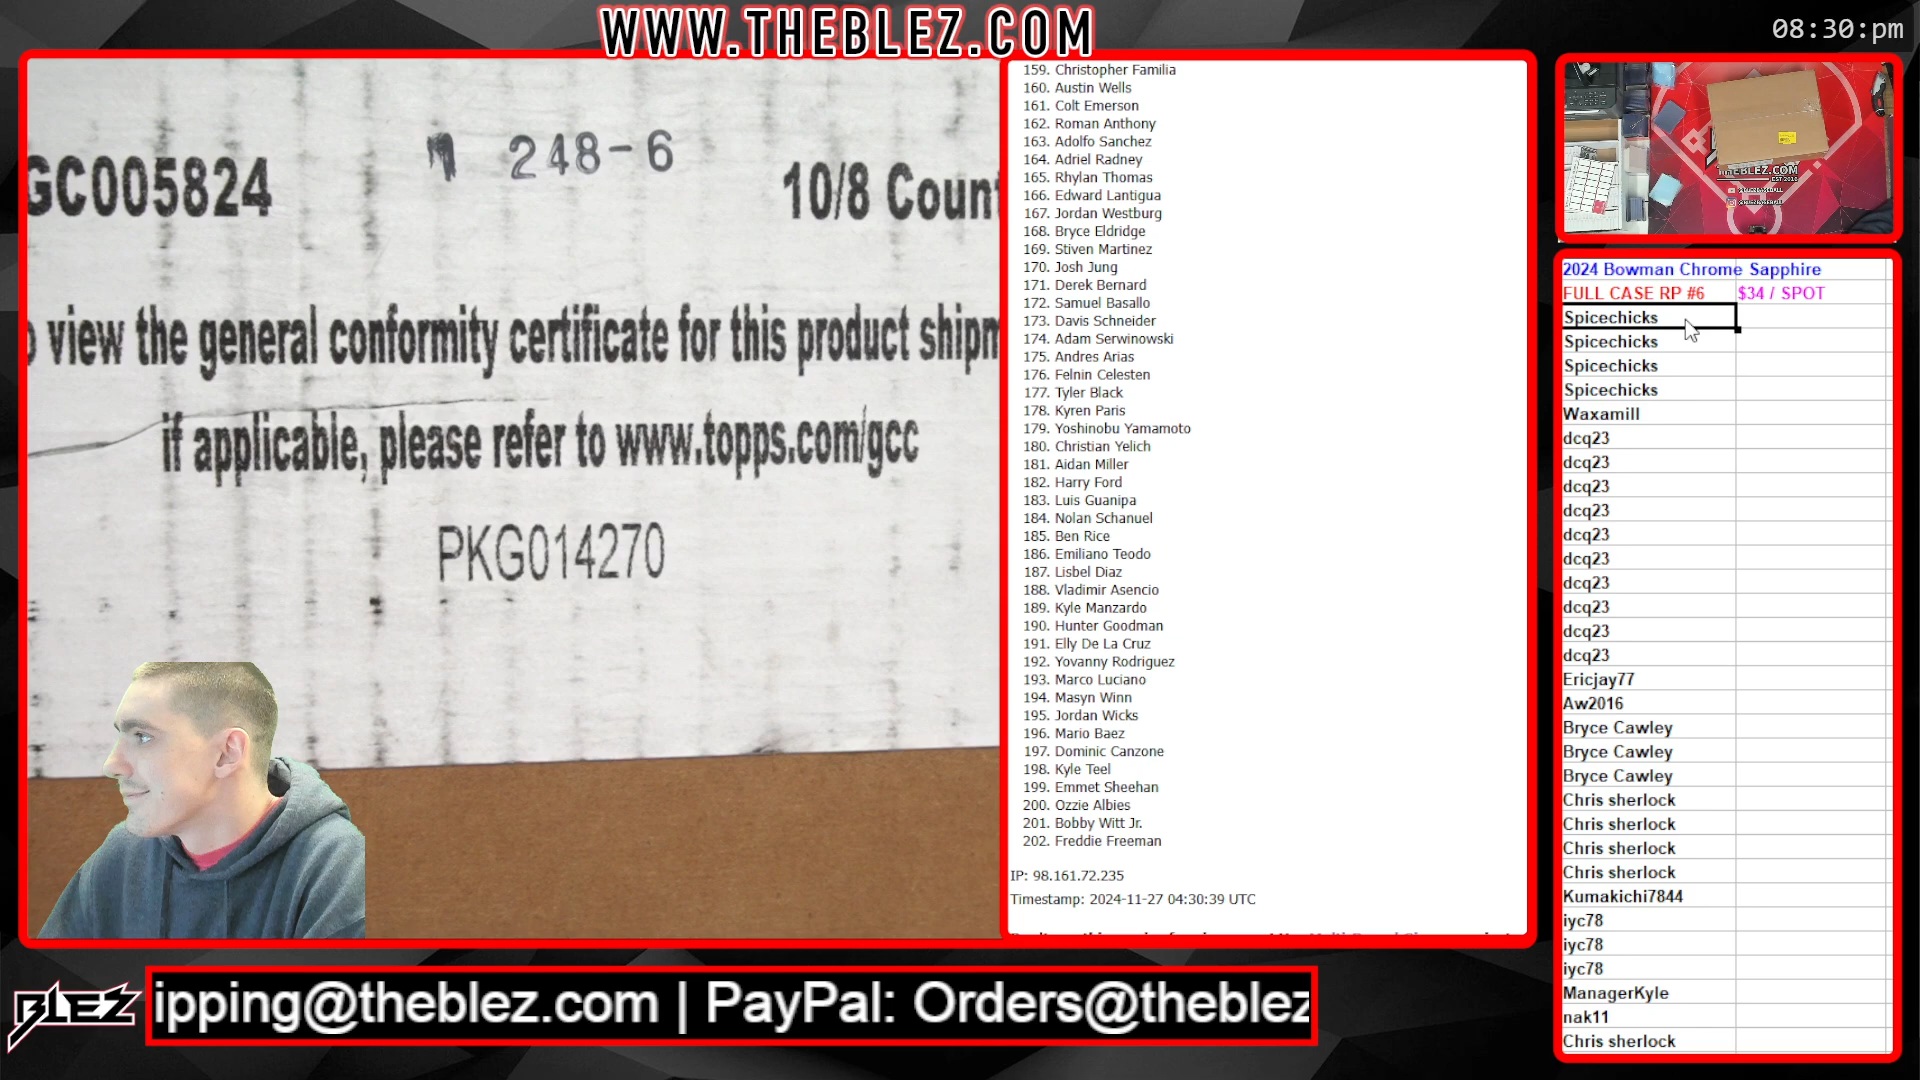 WWW.THEBLEZ.COM
08:30:pm
GC005824
248-6
10/8 Coun
view the general conformity certificate for this product shipm
if applicable, please refer to www.topps.com/gcc
PKG014270
159. Christopher Familia
160. Austin Wells
161. Colt Emerson
162. Roman Anthony
163. Adolfo Sanchez
164. Adriel Radney
165. Rhylan Thomas
166. Edward Lantigua
167. Jordan Westburg
168. Bryce Eldridge
169. Stiven Martinez
170. Josh Jung
171. Derek Bernard
172. Samuel Basallo
173. Davis Schneider
174. Adam Serwinowski
175. Andres Arias
176. Felnin Celesten
177. Tyler Black
178. Kyren Paris
179. Yoshinobu Yamamoto
180. Christian Yelich
181. Aidan Miller
182. Harry Ford
183. Luis Guanipa
184. Nolan Schanuel
185. Ben Rice
186. Emiliano Teodo
187. Lisbel Diaz
188. Vladimir Asencio
189. Kyle Manzardo
190. Hunter Goodman
191. Elly De La Cruz
192. Yovanny Rodriguez
193. Marco Luciano
194. Masyn Winn
195. Jordan Wicks
196. Mario Baez
197. Dominic Canzone
198. Kyle Teel
199. Emmet Sheehan
200. Ozzie Albies
201. Bobby Witt Jr.
202. Freddie Freeman
IP: 98.161.72.235
Timestamp: 2024-11-27 04:30:39 UTC
2024 Bowman Chrome Sapphire
FULL CASE RP #6 $34 / SPOT
Spicechicks
Spicechicks
Spicechicks
Spicechicks
Waxamill
dcq23
dcq23
dcq23
dcq23
dcq23
dcq23
dcq23
dcq23
dcq23
dcq23
Ericjay77
Aw2016
Bryce Cawley
Bryce Cawley
Bryce Cawley
Chris sherlock
Chris sherlock
Chris sherlock
Chris sherlock
Kumakichi7844
iyc78
iyc78
iyc78
ManagerKyle
nak11
Chris sherlock
BLEZ
ipping@theblez.com | PayPal: Orders@theblez